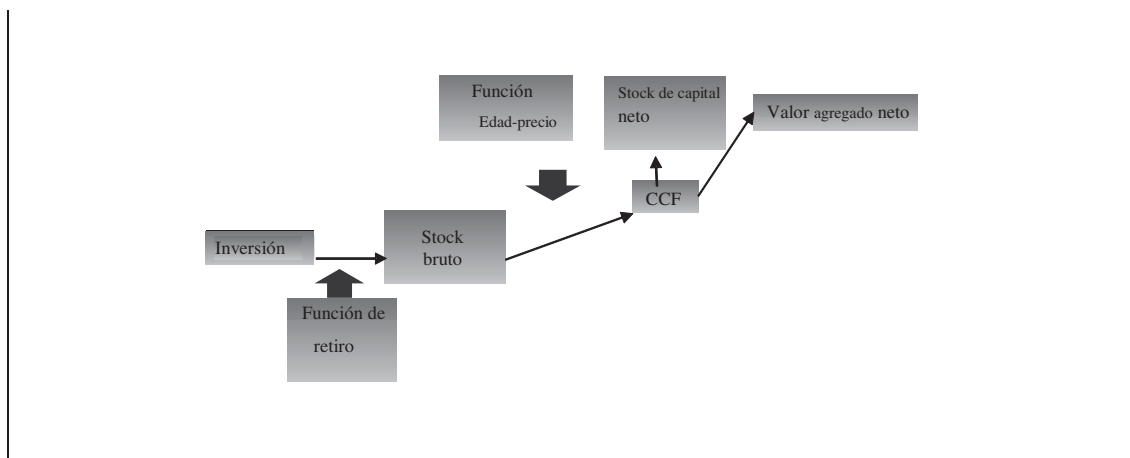 Función
Edad-precio
Stock de capital
neto
Valor agregado neto
CCF
Inversión
Stock
bruto
Función de
retiro